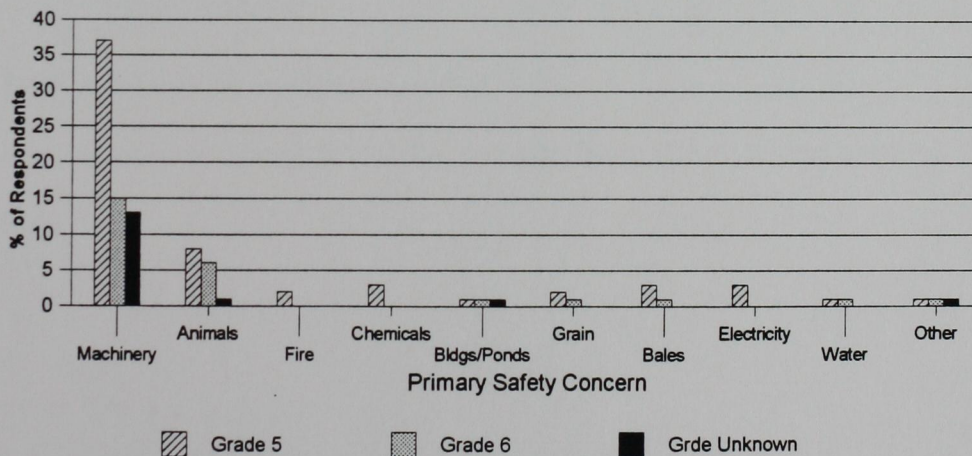 40
35
30
25
20
15
10
5
0
% of Respondents
Machinery
Animals
Fire
Chemicals
Bldgs/Ponds
Grain
Bales
Electricity
Water
Other
Primary Safety Concern
Grade 5
Grade 6
Grde Unknown